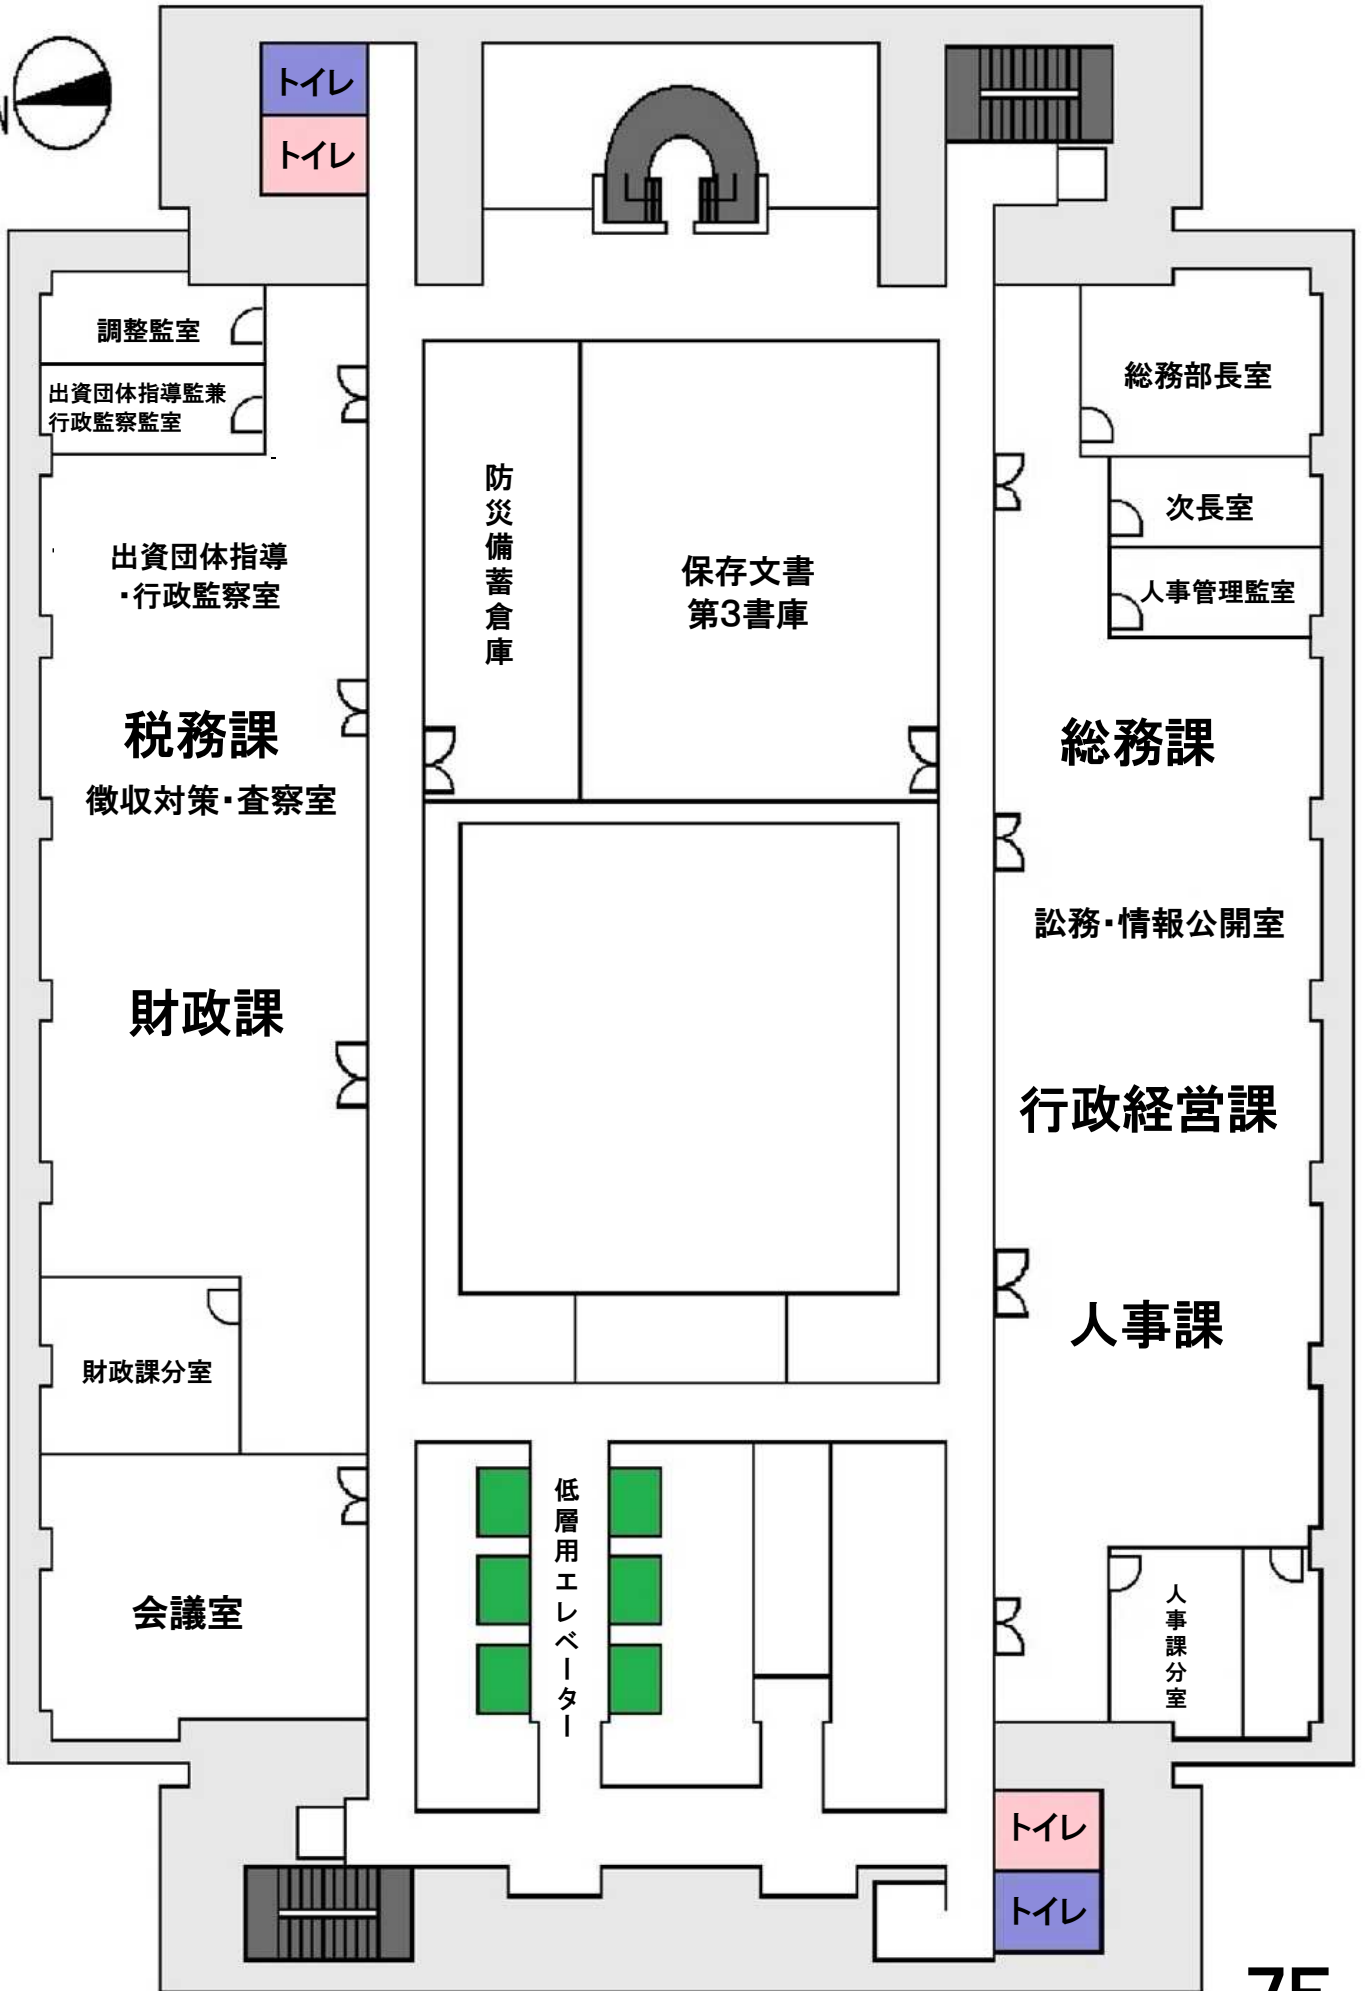 N
トイレ
トイレ
調整監室
出資団体指導監兼
行政監察監室
出資団体指導
・行政監察室
税務課
徴収対策・査察室
財政課
財政課分室
会議室
防災備蓄倉庫
保存文書
第3書庫
低層用エレベーター
総務部長室
次長室
人事管理監室
総務課
訟務・情報公開室
行政経営課
人事課
人事課分室
トイレ
トイレ
7F